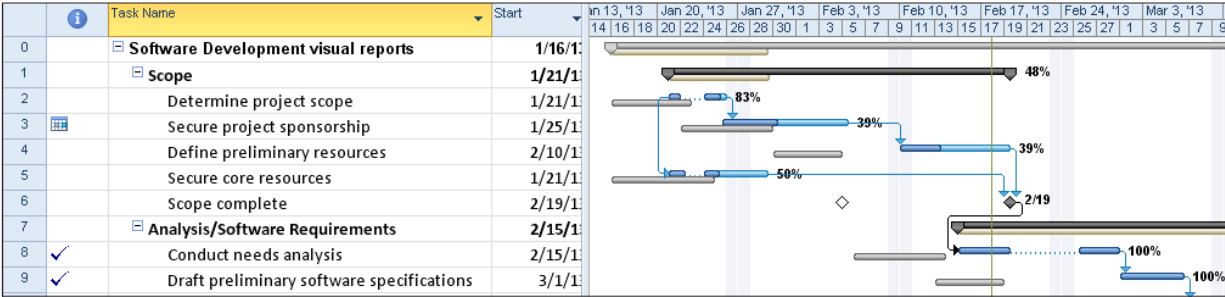 Task Name Start n 13, '13 Jan 20, '13 Jan 27, '13 Feb 3, '13 Feb 10, '13 Feb 17, '13 Feb 24, '13 Mar 3, '13
14 16 18 20 22 24 26 28 30 1 3 5 7 9 11 13 15 17 19 21 23 25 27 1 3 5 7 9
0 Software Development visual reports 1/16/1
1 Scope 1/21/1 48%
2 Determine project scope 1/21/1 83%
3 Secure project sponsorship 1/25/1 39%
4 Define preliminary resources 2/10/1 39%
5 Secure core resources 1/21/1 50%
6 Scope complete 2/19/1 2/19
7 Analysis/Software Requirements 2/15/1
8 Conduct needs analysis 2/15/1 100%
9 Draft preliminary software specifications 3/1/1 100%